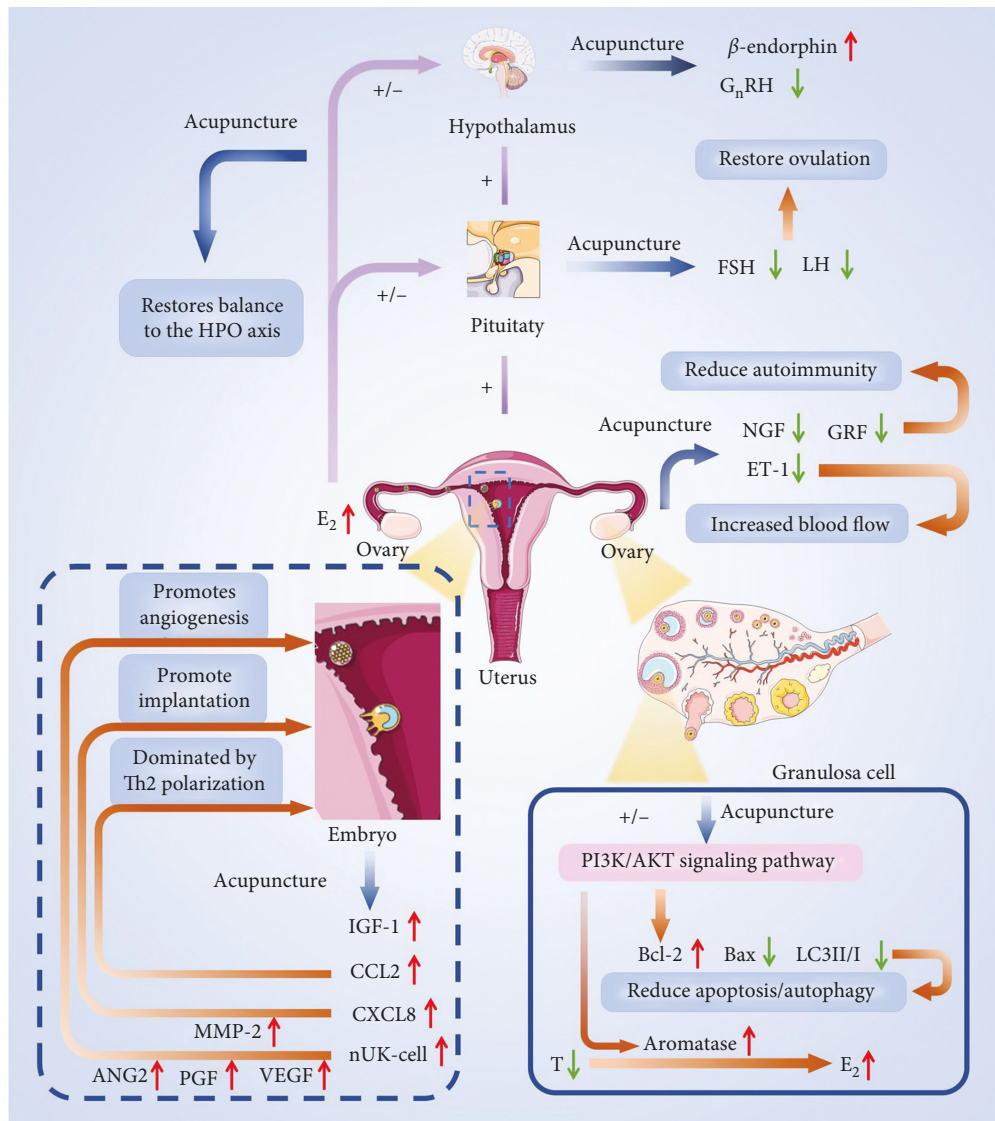 Acupuncture
β-endorphin
GnRH
+/–
Hypothalamus
Acupuncture
Restore ovulation
+
Acupuncture
FSH
LH
+/–
Restores balance
to the HPO axis
Pituitaty
+
Reduce autoimmunity
Acupuncture
NGF
GRF
ET-1
Increased blood flow
E2
Ovary
Ovary
Uterus
Promotes
angiogenesis
Promote
implantation
Dominated by
Th2 polarization
Embryo
Acupuncture
IGF-1
CCL2
CXCL8
MMP-2
nUK-cell
ANG2
PGF
VEGF
Granulosa cell
+/–
Acupuncture
PI3K/AKT signaling pathway
Bcl-2
Bax
LC3II/I
Reduce apoptosis/autophagy
Aromatase
T
E2